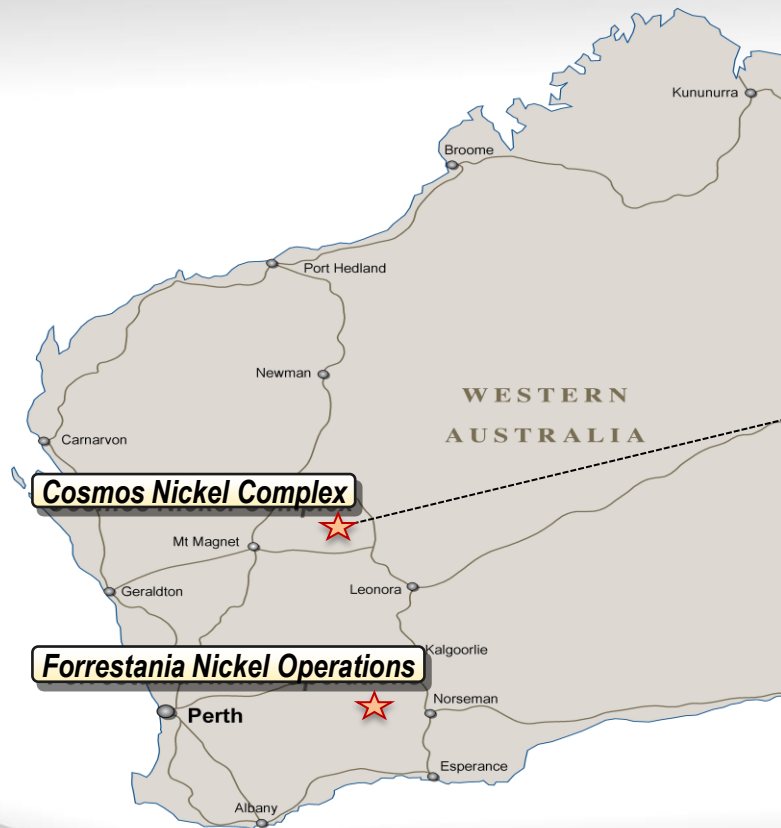 Kununurra
Broome
Port Hedland
Newman
WESTERN
AUSTRALIA
Carnarvon
Cosmos Nickel Complex
Mt Magnet
Geraldton
Leonora
Kalgoorlie
Forrestania Nickel Operations
Norseman
Perth
Esperance
Albany